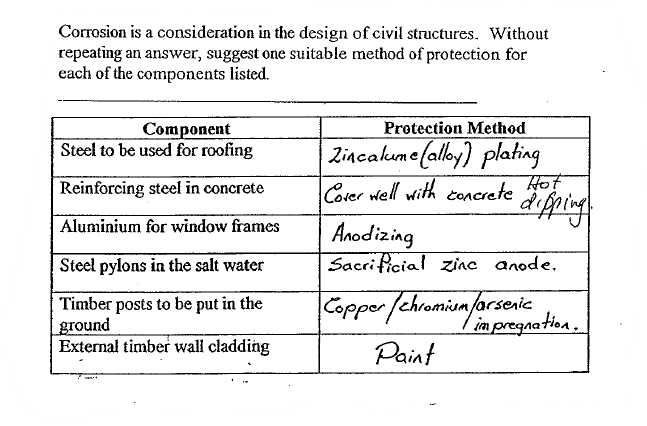 Corrosion is a consideration in the design of civil structures. Without
repeating an answer, suggest one suitable method of protection for
each of the components listed.
Component Protection Method
Steel to be used for roofing Zincalume (alloy) plating
Reinforcing steel in concrete Cover well with concrete Hot dipping
Aluminium for window frames Anodizing
Steel pylons in the salt water Sacrificial zinc anode.
Timber posts to be put in the Copper/chromium/arsenic
ground impregnation.
External timber wall cladding Paint